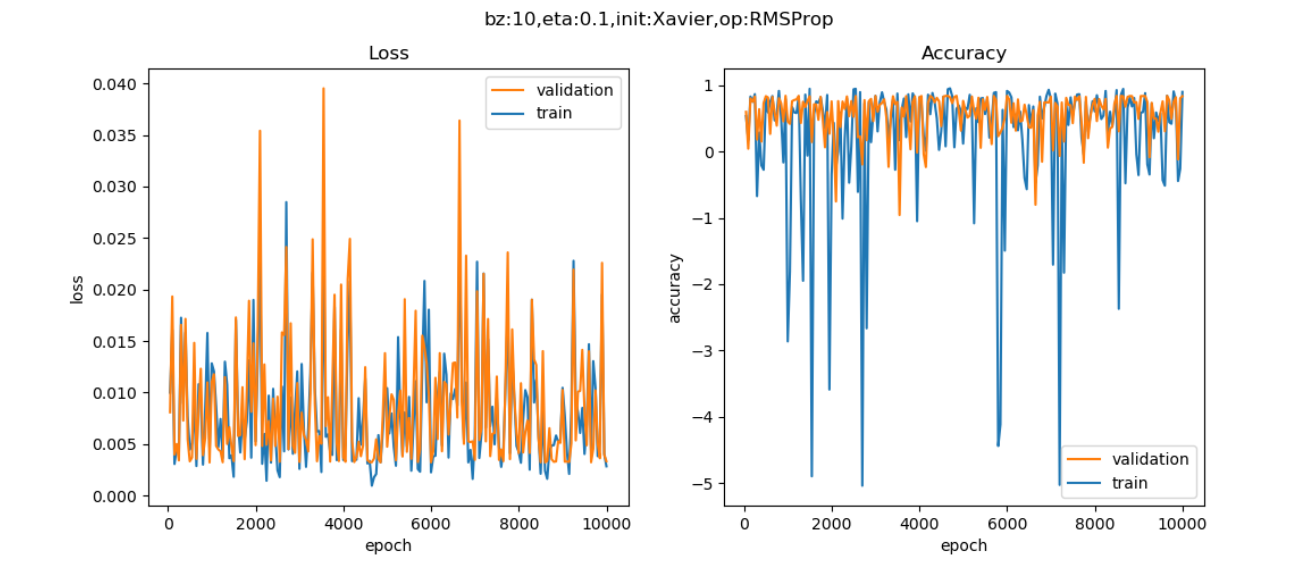 bz:10,eta:0.1,init:Xavier,op:RMSProp
Loss
0.040
0.035
0.030
0.025
0.020
0.015
0.010
0.005
0.000
loss
validation
train
0 2000 4000 6000 8000 10000
epoch
Accuracy
1
0
−1
−2
−3
−4
−5
accuracy
validation
train
0 2000 4000 6000 8000 10000
epoch